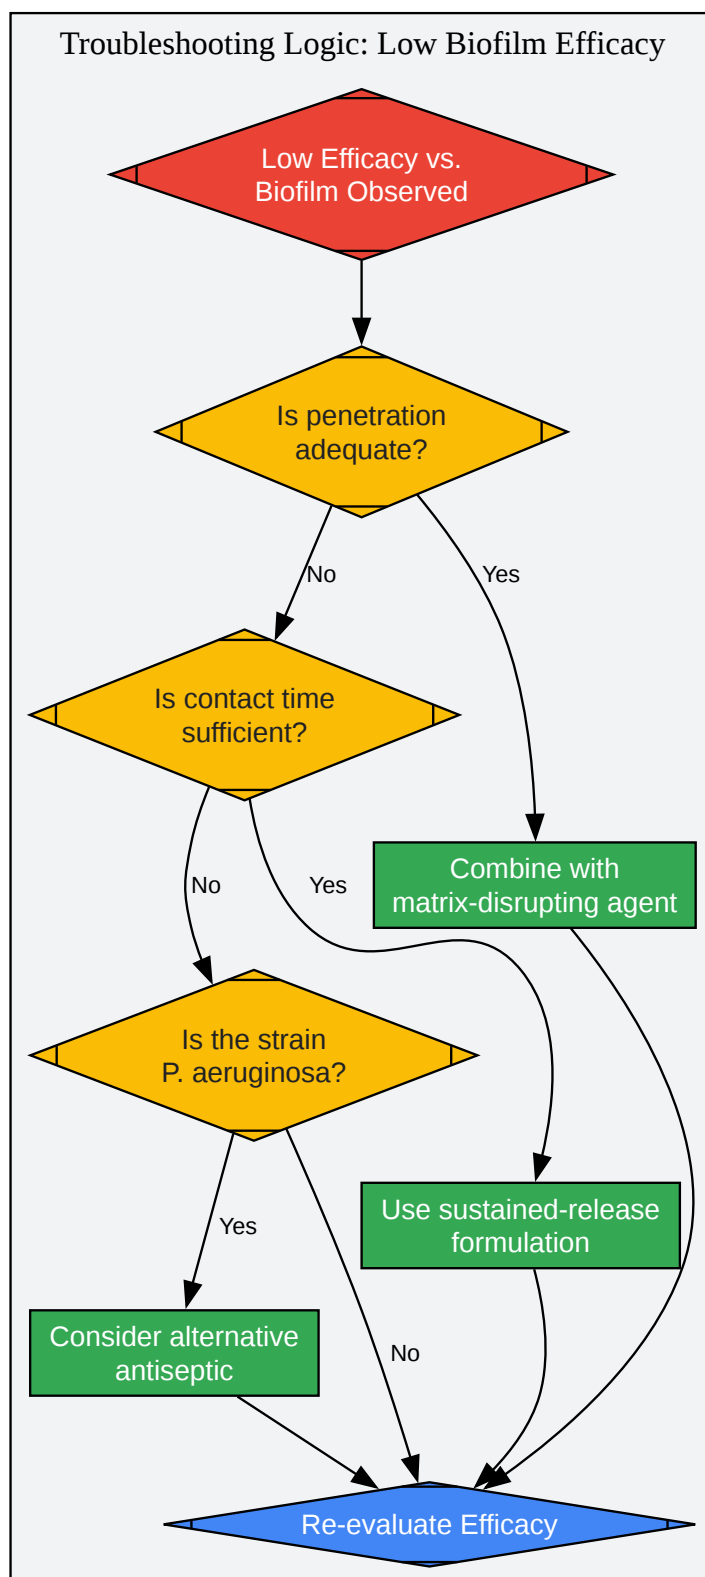 Troubleshooting Logic: Low Biofilm Efficacy
Low Efficacy vs.
Biofilm Observed
Is penetration
adequate?
No
Yes
Is contact time
sufficient?
No
Yes
Combine with
matrix-disrupting agent
Is the strain
P. aeruginosa?
Yes
Use sustained-release
formulation
Consider alternative
antiseptic
No
Re-evaluate Efficacy